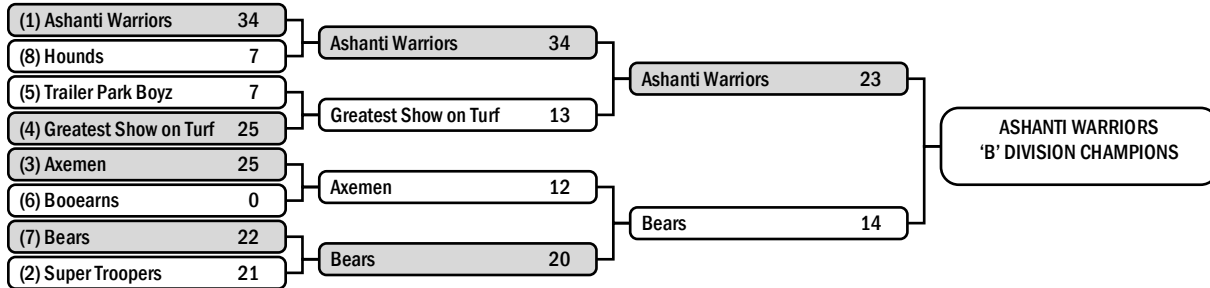 (1) Ashanti Warriors 34
(8) Hounds 7
(5) Trailer Park Boyz 7
(4) Greatest Show on Turf 25
(3) Axemen 25
(6) Booearns 0
(7) Bears 22
(2) Super Troopers 21
Ashanti Warriors 34
Greatest Show on Turf 13
Axemen 12
Bears 20
Ashanti Warriors 23
Bears 14
ASHANTI WARRIORS
‘B’ DIVISION CHAMPIONS